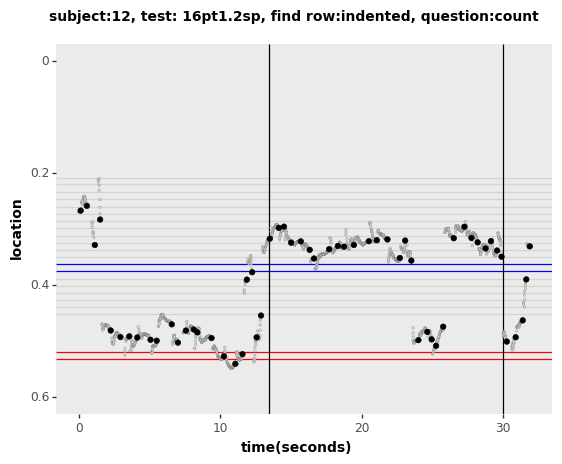 subject:12, test: 16pt1.2sp, find row:indented, question:count
0
0.2
0.4
0.6
location
0
10
20
30
time(seconds)